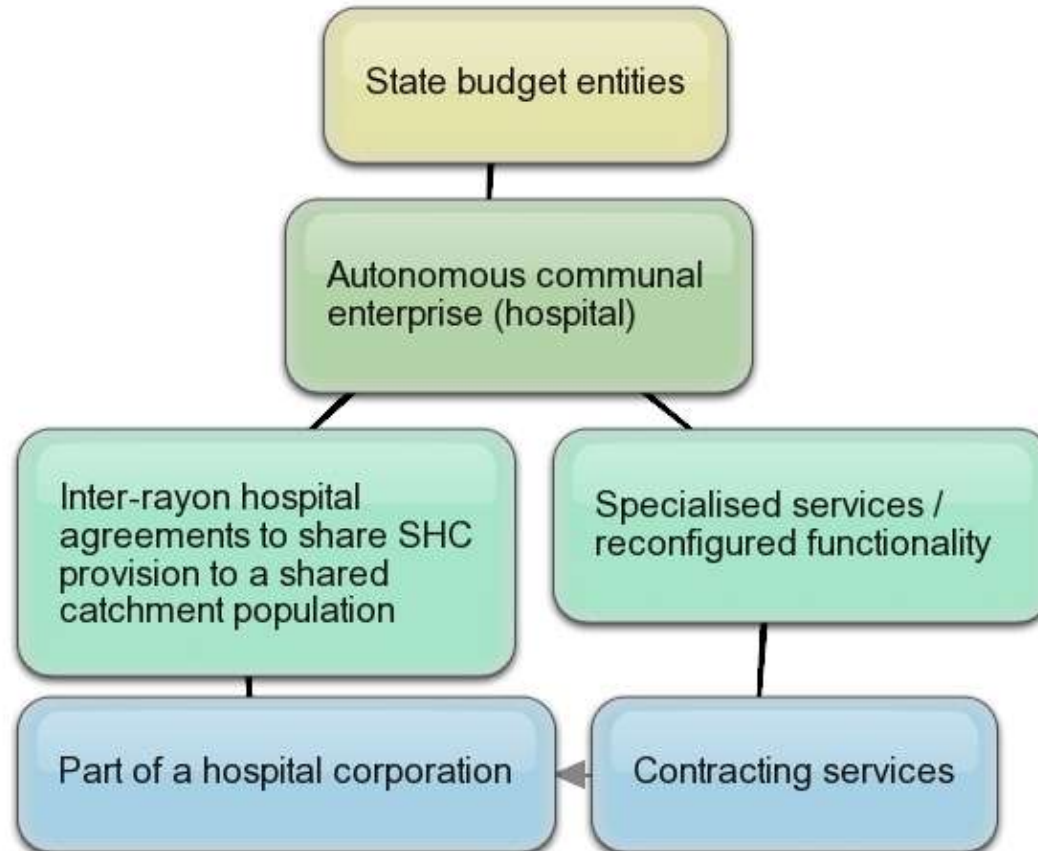 State budget entities
Autonomous communal
enterprise (hospital)
Inter-rayon hospital
agreements to share SHC
provision to a shared
catchment population
Specialised services /
reconfigured functionality
Part of a hospital corporation
Contracting services